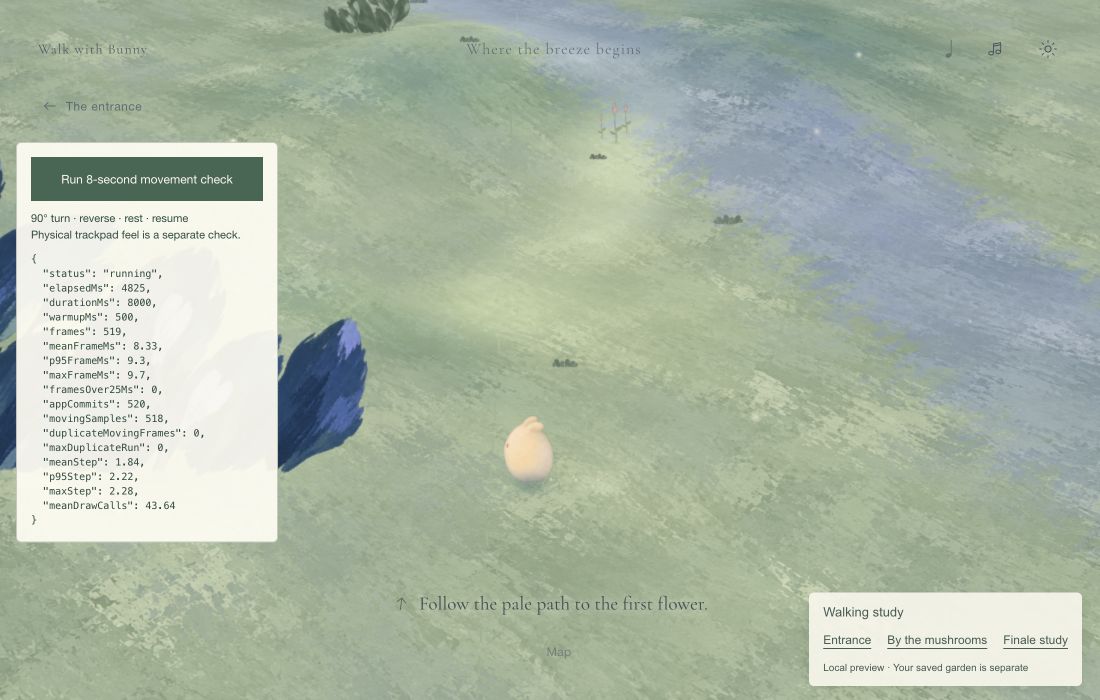 Walk with Bunny
Where the breeze begins
← The entrance
Run 8-second movement check
90° turn · reverse · rest · resume
Physical trackpad feel is a separate check.
{
"status": "running",
"elapsedMs": 4825,
"durationMs": 8000,
"warmupMs": 500,
"frames": 519,
"meanFrameMs": 8.33,
"p95FrameMs": 9.3,
"maxFrameMs": 9.7,
"framesOver25Ms": 0,
"appCommits": 520,
"movingSamples": 518,
"duplicateMovingFrames": 0,
"maxDuplicateRun": 0,
"meanStep": 1.84,
"p95Step": 2.22,
"maxStep": 2.28,
"meanDrawCalls": 43.64
}
↑ Follow the pale path to the first flower.
Map
Walking study
Entrance By the mushrooms Finale study
Local preview · Your saved garden is separate